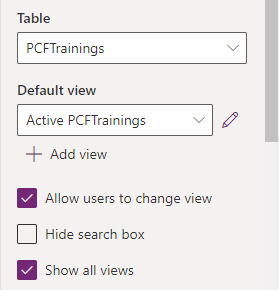 Table
PCFTrainings
Default view
Active PCFTrainings
Add view
Allow users to change view
Hide search box
Show all views